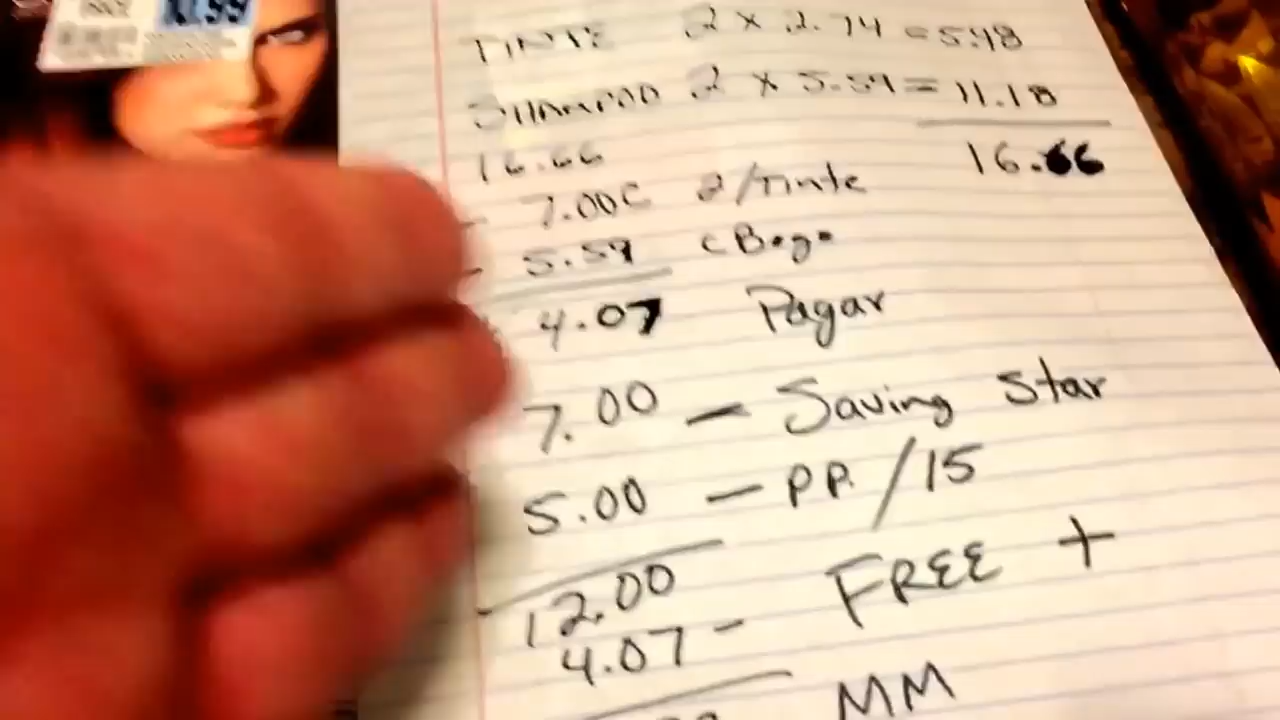 TINTE 2 x 2.74 = 5.48
SHAMPOO 2 x 5.59 = 11.18
16.66 16.66
- 7.00 C 2/Tinte
- 5.59 C Bogo
4.07 Pagar
7.00 — Saving Star
5.00 — PP. /15
12.00
- 4.07 - FREE +
MM